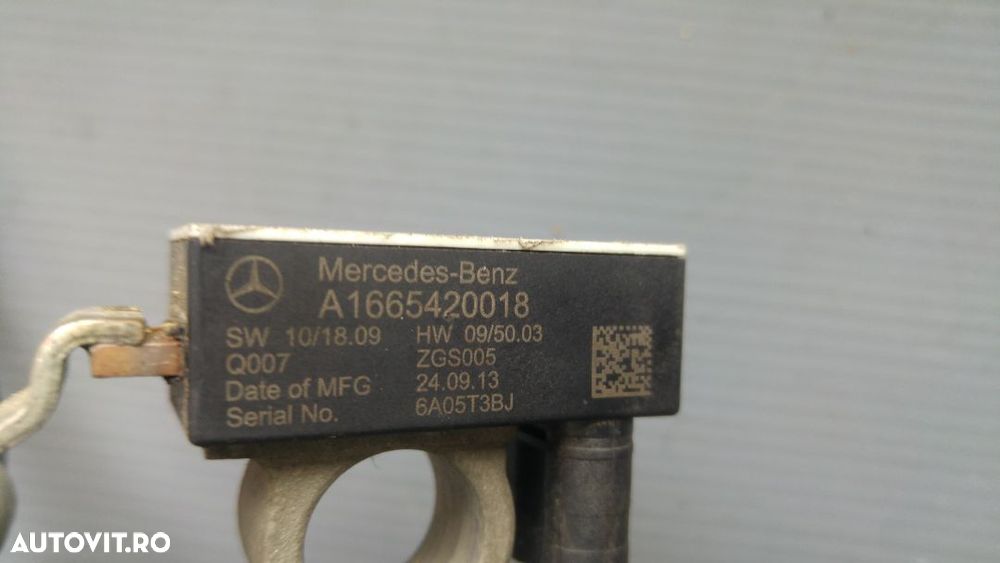 Mercedes-Benz
A1665420018
SW 10/18.09 HW 09/50.03
Q007 ZGS005
Date of MFG 24.09.13
Serial No. 6A05T3BJ
AUTOVIT.RO